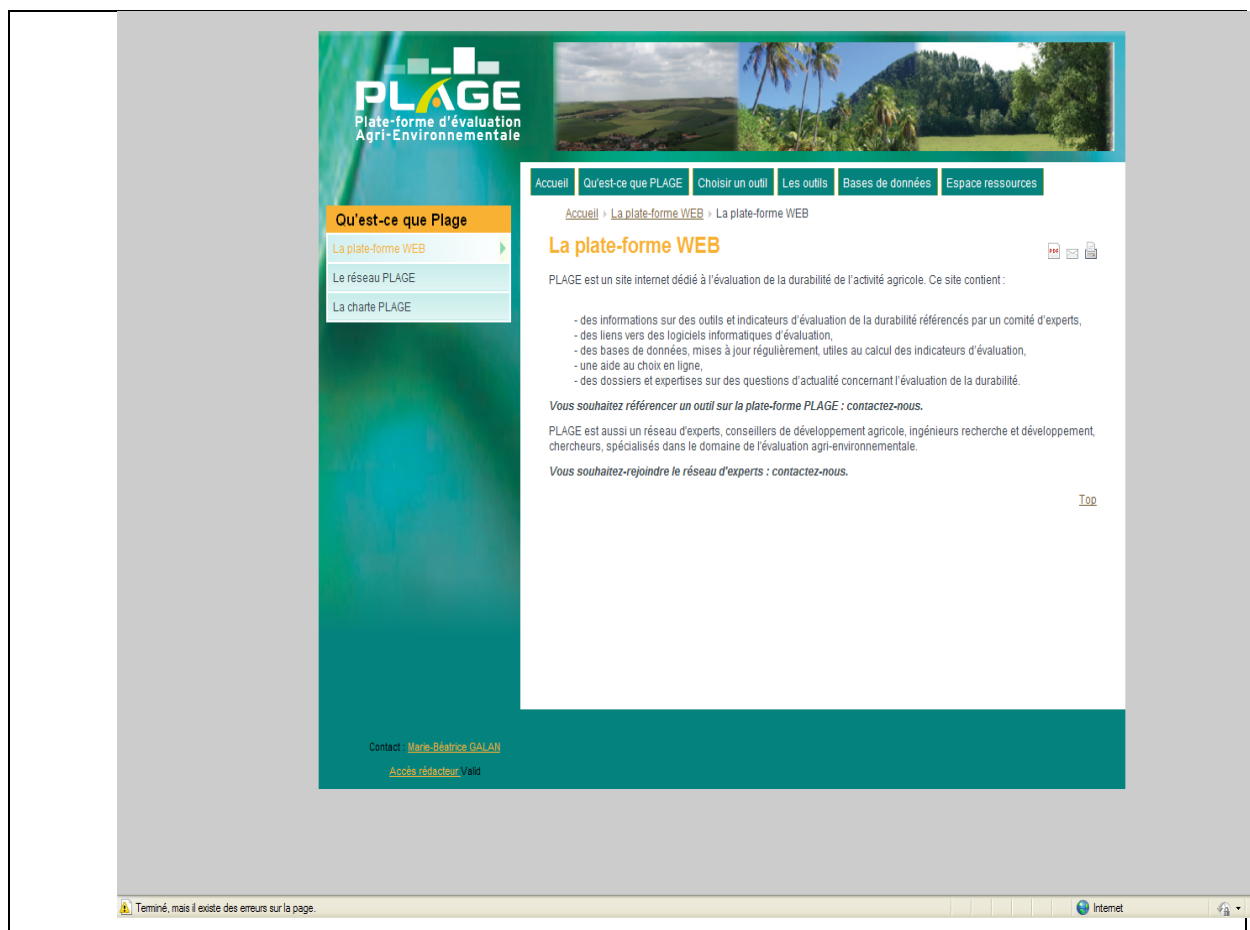 PLAGE
Plate-forme d'évaluation
Agri-Environnementale
Accueil
Qu'est-ce que PLAGE
Choisir un outil
Les outils
Bases de données
Espace ressources
Qu'est-ce que Plage
La plate-forme WEB
Le réseau PLAGE
La charte PLAGE
Accueil La plate-forme WEB La plate-forme WEB
La plate-forme WEB
PDF
PLAGE est un site internet dédié à l'évaluation de la durabilité de l'activité agricole. Ce site contient :
- des informations sur des outils et indicateurs d'évaluation de la durabilité référencés par un comité d'experts,
- des liens vers des logiciels informatiques d'évaluation,
- des bases de données, mises à jour régulièrement, utiles au calcul des indicateurs d'évaluation,
- une aide au choix en ligne,
- des dossiers et expertises sur des questions d'actualité concernant l'évaluation de la durabilité.
Vous souhaitez référencer un outil sur la plate-forme PLAGE : contactez-nous.
PLAGE est aussi un réseau d'experts, conseillers de développement agricole, ingénieurs recherche et développement,
chercheurs, spécialisés dans le domaine de l'évaluation agri-environnementale.
Vous souhaitez-rejoindre le réseau d'experts : contactez-nous.
Top
Contact : Marie-Béatrice GALAN
Accès rédacteur Valid
Terminé, mais il existe des erreurs sur la page.
Internet